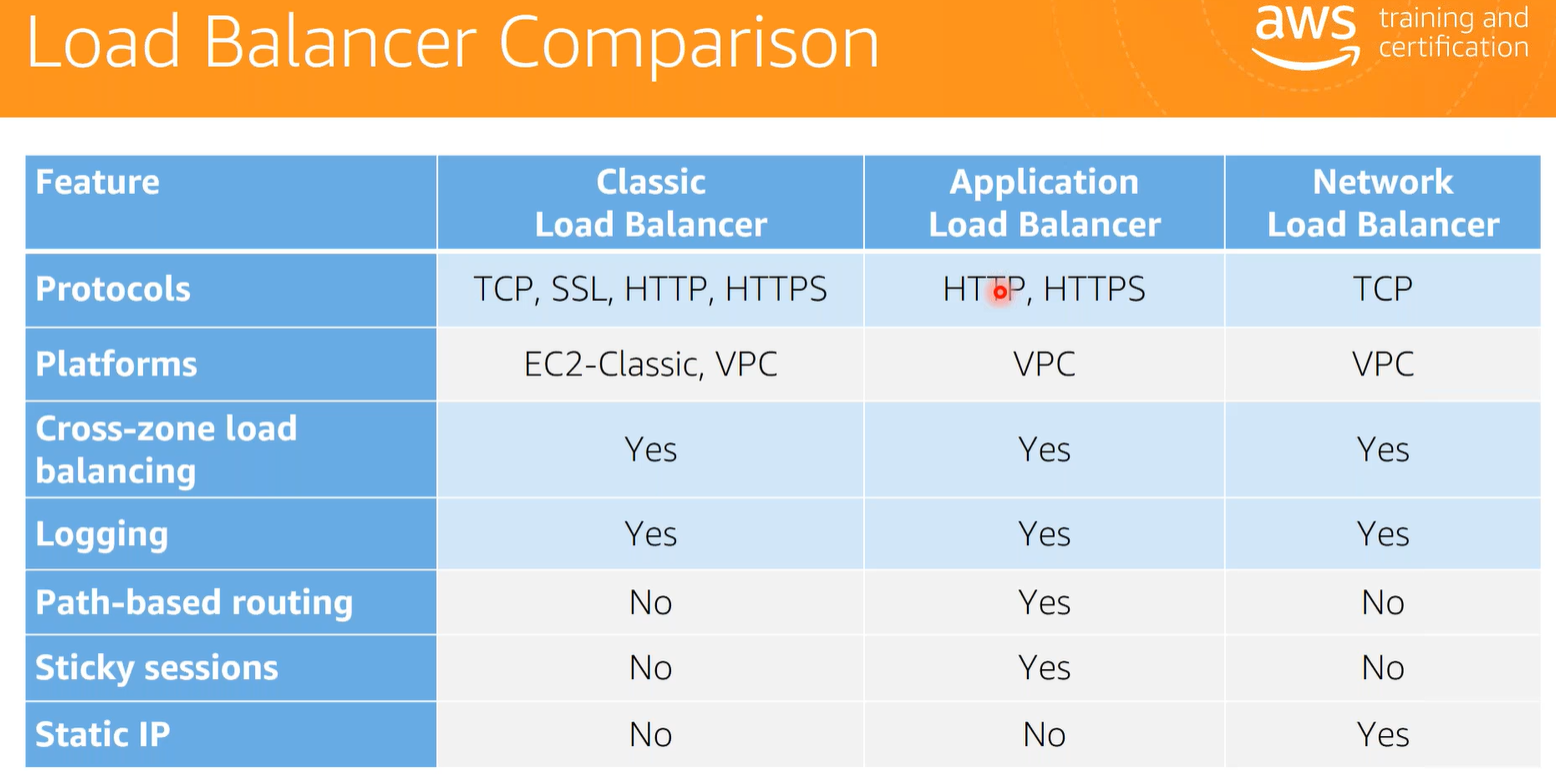 Load Balancer Comparison
aws training and
certification
Feature
Classic
Load Balancer
Application
Load Balancer
Network
Load Balancer
Protocols
TCP, SSL, HTTP, HTTPS
HTTP, HTTPS
TCP
Platforms
EC2-Classic, VPC
VPC
VPC
Cross-zone load
balancing
Yes
Yes
Yes
Logging
Yes
Yes
Yes
Path-based routing
No
Yes
No
Sticky sessions
No
Yes
No
Static IP
No
No
Yes